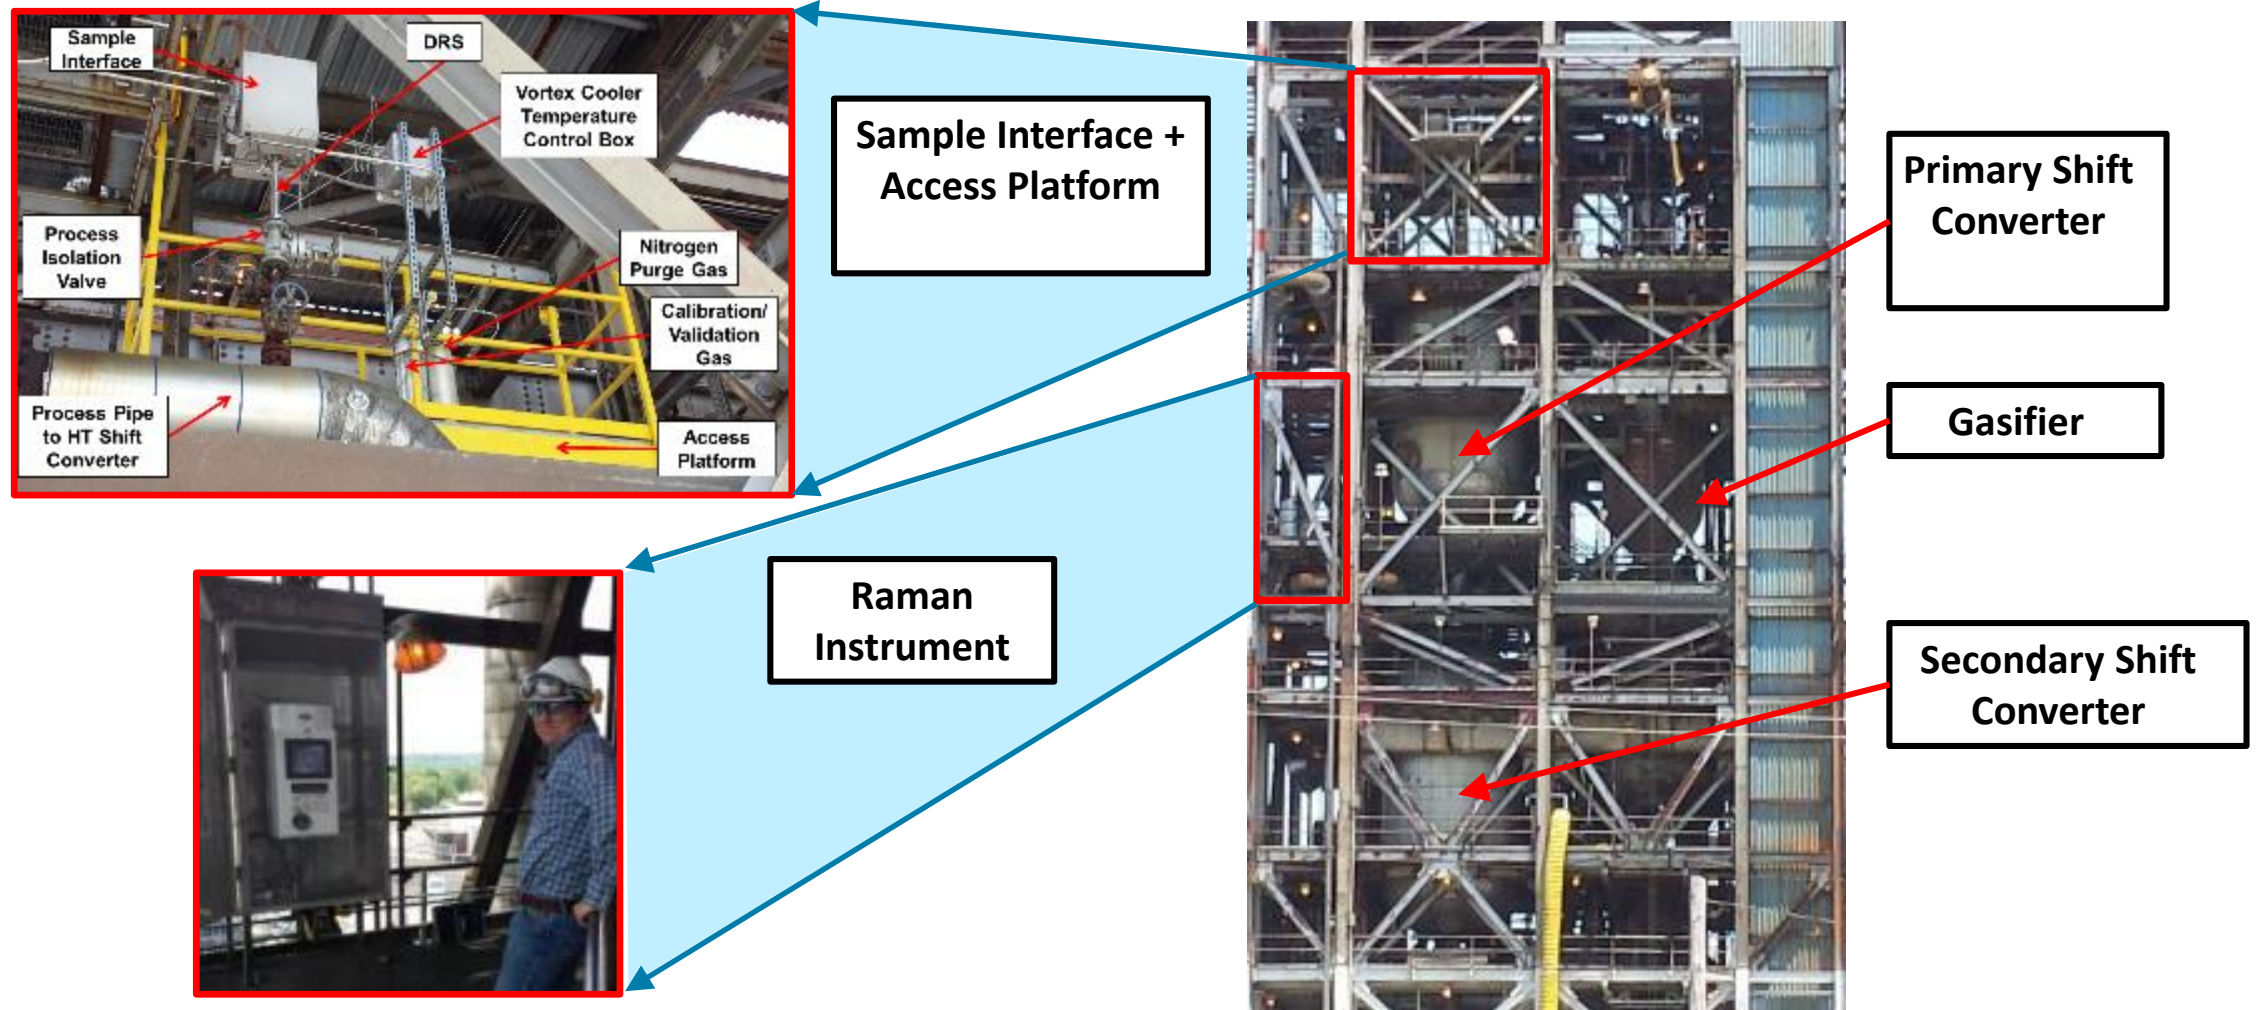 Sample
Interface
DRS
Vortex Cooler
Temperature
Control Box
Process
Isolation
Valve
Nitrogen
Purge Gas
Calibration/
Validation
Gas
Process Pipe
to HT Shift
Converter
Access
Platform
Sample Interface +
Access Platform
Raman
Instrument
Primary Shift
Converter
Gasifier
Secondary Shift
Converter